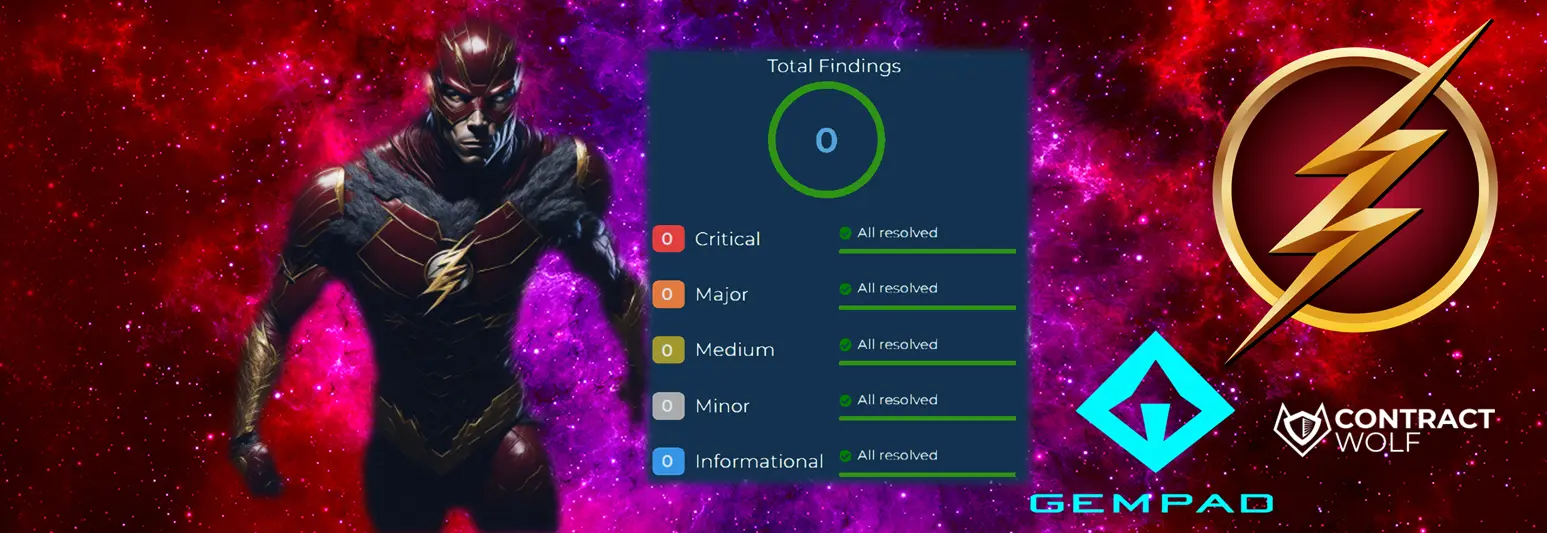 Total Findings
0
0 Critical All resolved
0 Major All resolved
0 Medium All resolved
0 Minor All resolved
0 Informational All resolved
GEMPAD
CONTRACT
WOLF